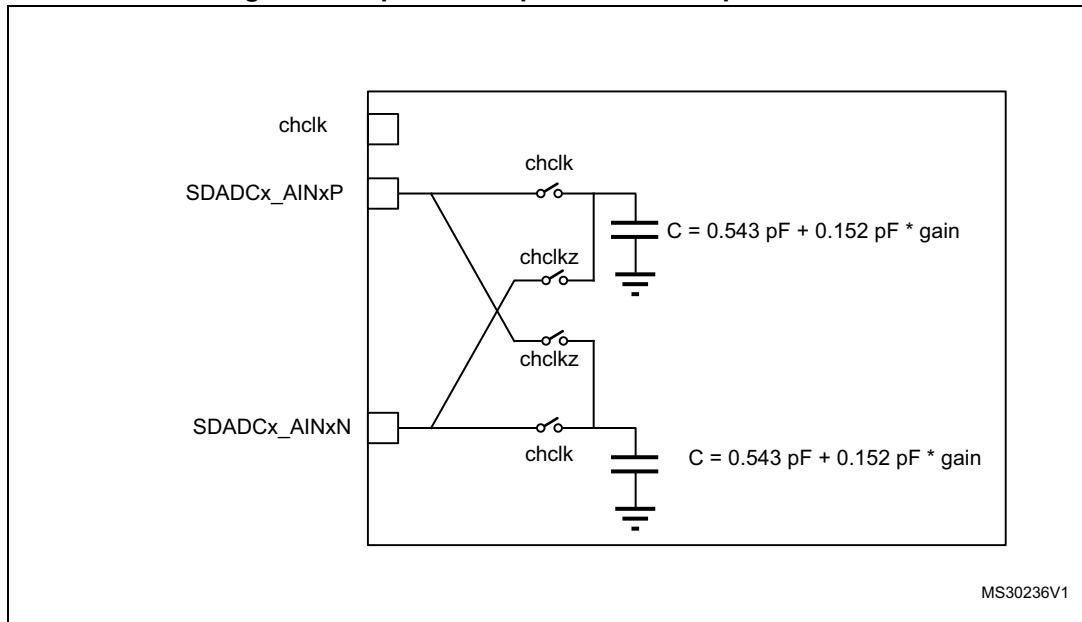 chclk
chclk
SDADCx_AINxP
C = 0.543 pF + 0.152 pF * gain
chclkz
chclkz
SDADCx_AINxN
chclk
C = 0.543 pF + 0.152 pF * gain
MS30236V1